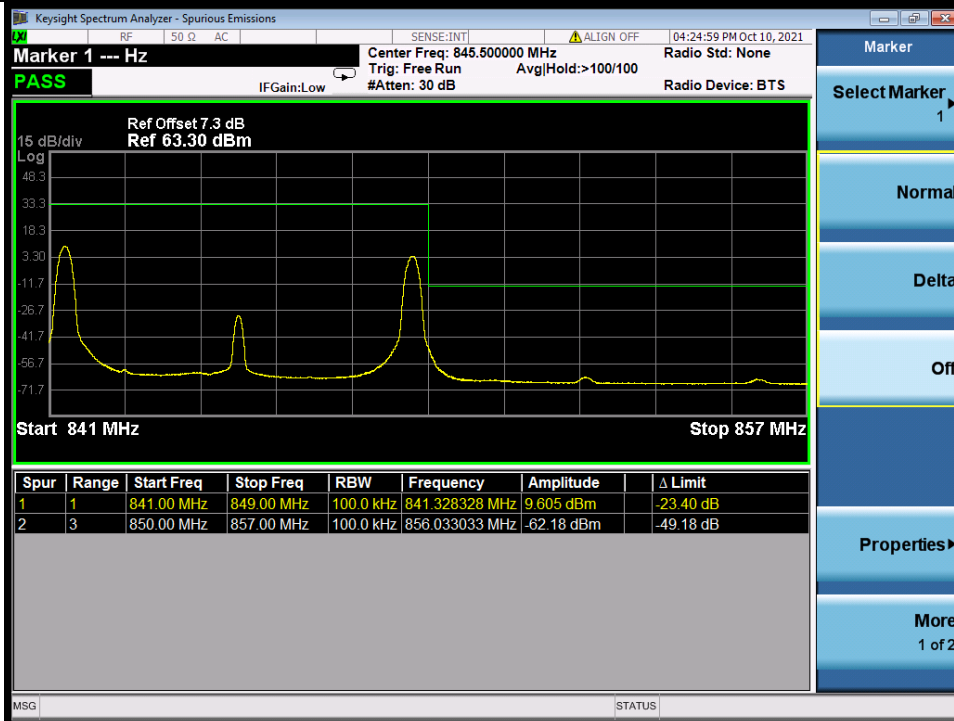 Keysight Spectrum Analyzer - Spurious Emissions
LXI RF 50 Ω AC SENSE:INT ALIGN OFF 04:24:59 PM Oct 10, 2021
Marker 1 --- Hz
Center Freq: 845.500000 MHz
Radio Std: None
Trig: Free Run Avg|Hold:>100/100
PASS
IFGain:Low
#Atten: 30 dB
Radio Device: BTS
Ref Offset 7.3 dB
15 dB/div Ref 63.30 dBm
Log
48.3
33.3
18.3
3.30
-11.7
-26.7
-41.7
-56.7
-71.7
Start 841 MHz Stop 857 MHz
Spur Range Start Freq Stop Freq RBW Frequency Amplitude Δ Limit
1 1 841.00 MHz 849.00 MHz 100.0 kHz 841.328328 MHz 9.605 dBm -23.40 dB
2 3 850.00 MHz 857.00 MHz 100.0 kHz 856.033033 MHz -62.18 dBm -49.18 dB
Marker
Select Marker
1
Normal
Delta
Off
Properties
More
1 of 2
MSG STATUS